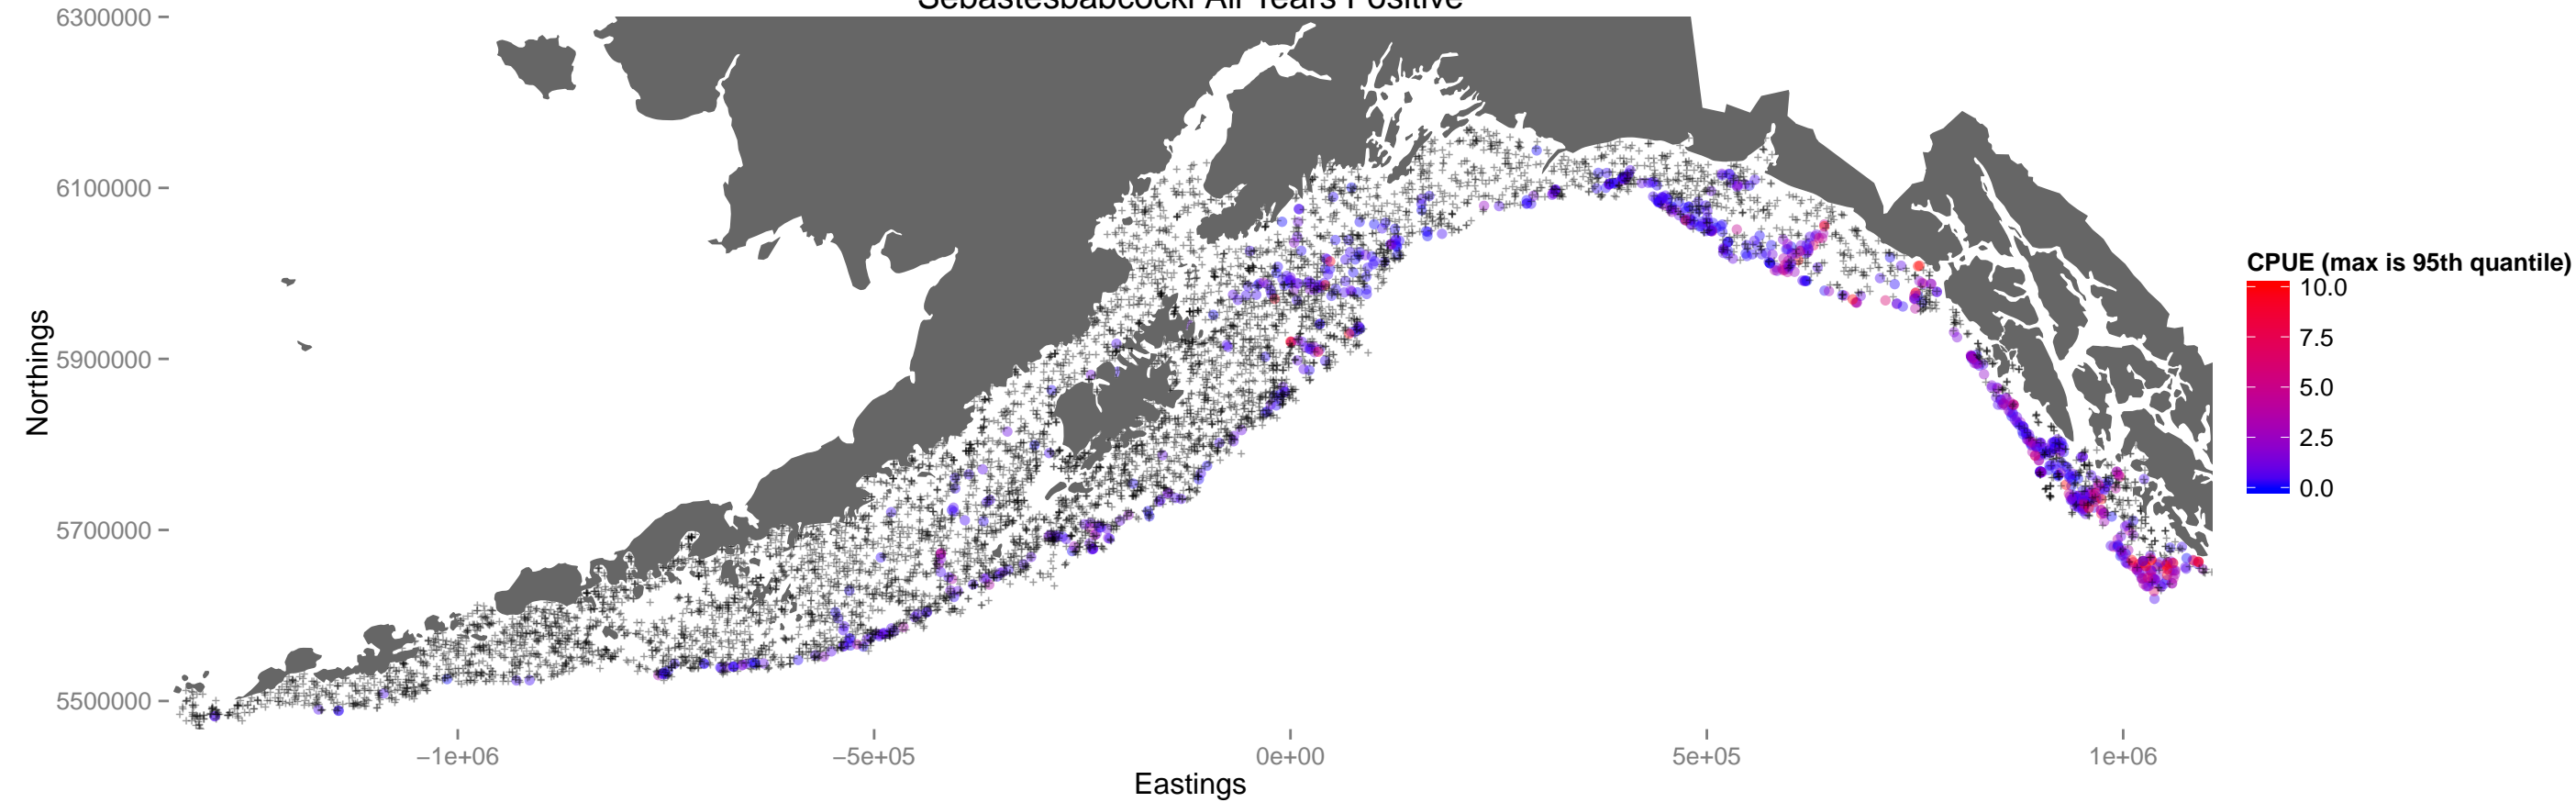 Sebastesbabcocki All Years Positive
6300000
6100000
5900000
5700000
5500000
Northings
−1e+06
−5e+05
0e+00
5e+05
1e+06
Eastings
CPUE (max is 95th quantile)
10.0
7.5
5.0
2.5
0.0